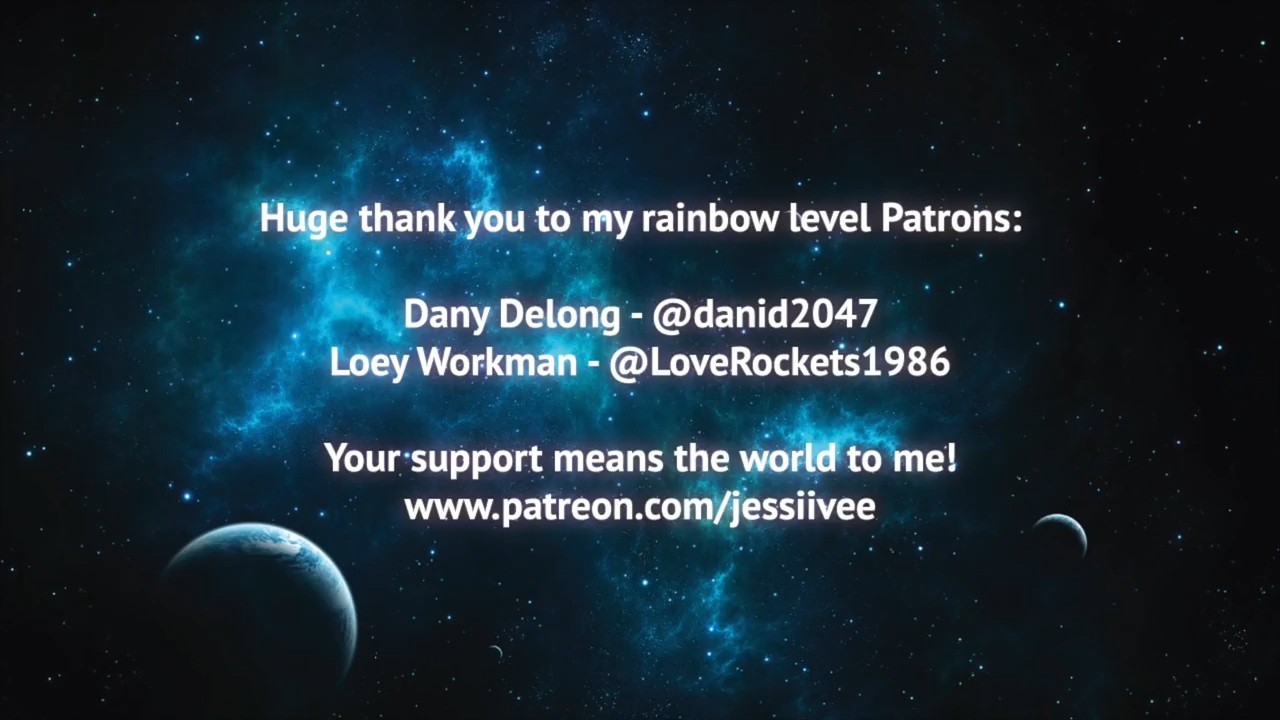 Huge thank you to my rainbow level Patrons:
Dany Delong - @danid2047
Loey Workman - @LoveRockets1986
Your support means the world to me!
www.patreon.com/jessiivee